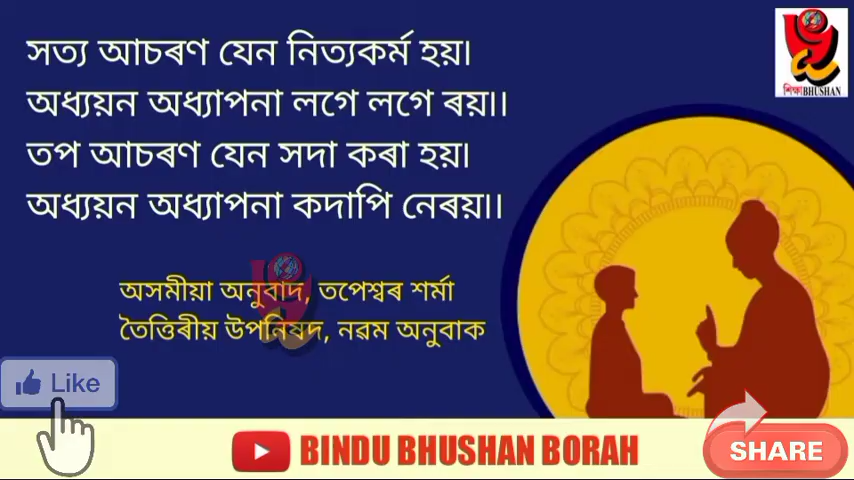 সত্য আচৰণ যেন নিত্যকৰ্ম হয়।
অধ্যয়ন অধ্যাপনা লগে লগে ৰয়।।
তপ আচৰণ যেন সদা কৰা হয়।
অধ্যয়ন অধ্যাপনা কদাপি নেৰয়।।
অসমীয়া অনুবাদ, তপেশ্বৰ শৰ্মা
তৈত্তিৰীয় উপনিষদ, নৱম অনুবাক
শিক্ষাBHUSHAN
Like
BINDU BHUSHAN BORAH
SHARE